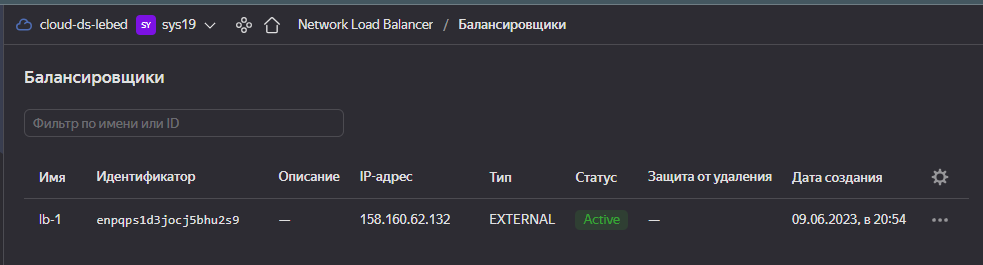 cloud-ds-lebed SY sys19 Network Load Balancer / Балансировщики
Балансировщики
Фильтр по имени или ID
Имя Идентификатор Описание IP-адрес Тип Статус Защита от удаления Дата создания
lb-1 enpqps1d3jocj5bhu2s9 — 158.160.62.132 EXTERNAL Active — 09.06.2023, в 20:54